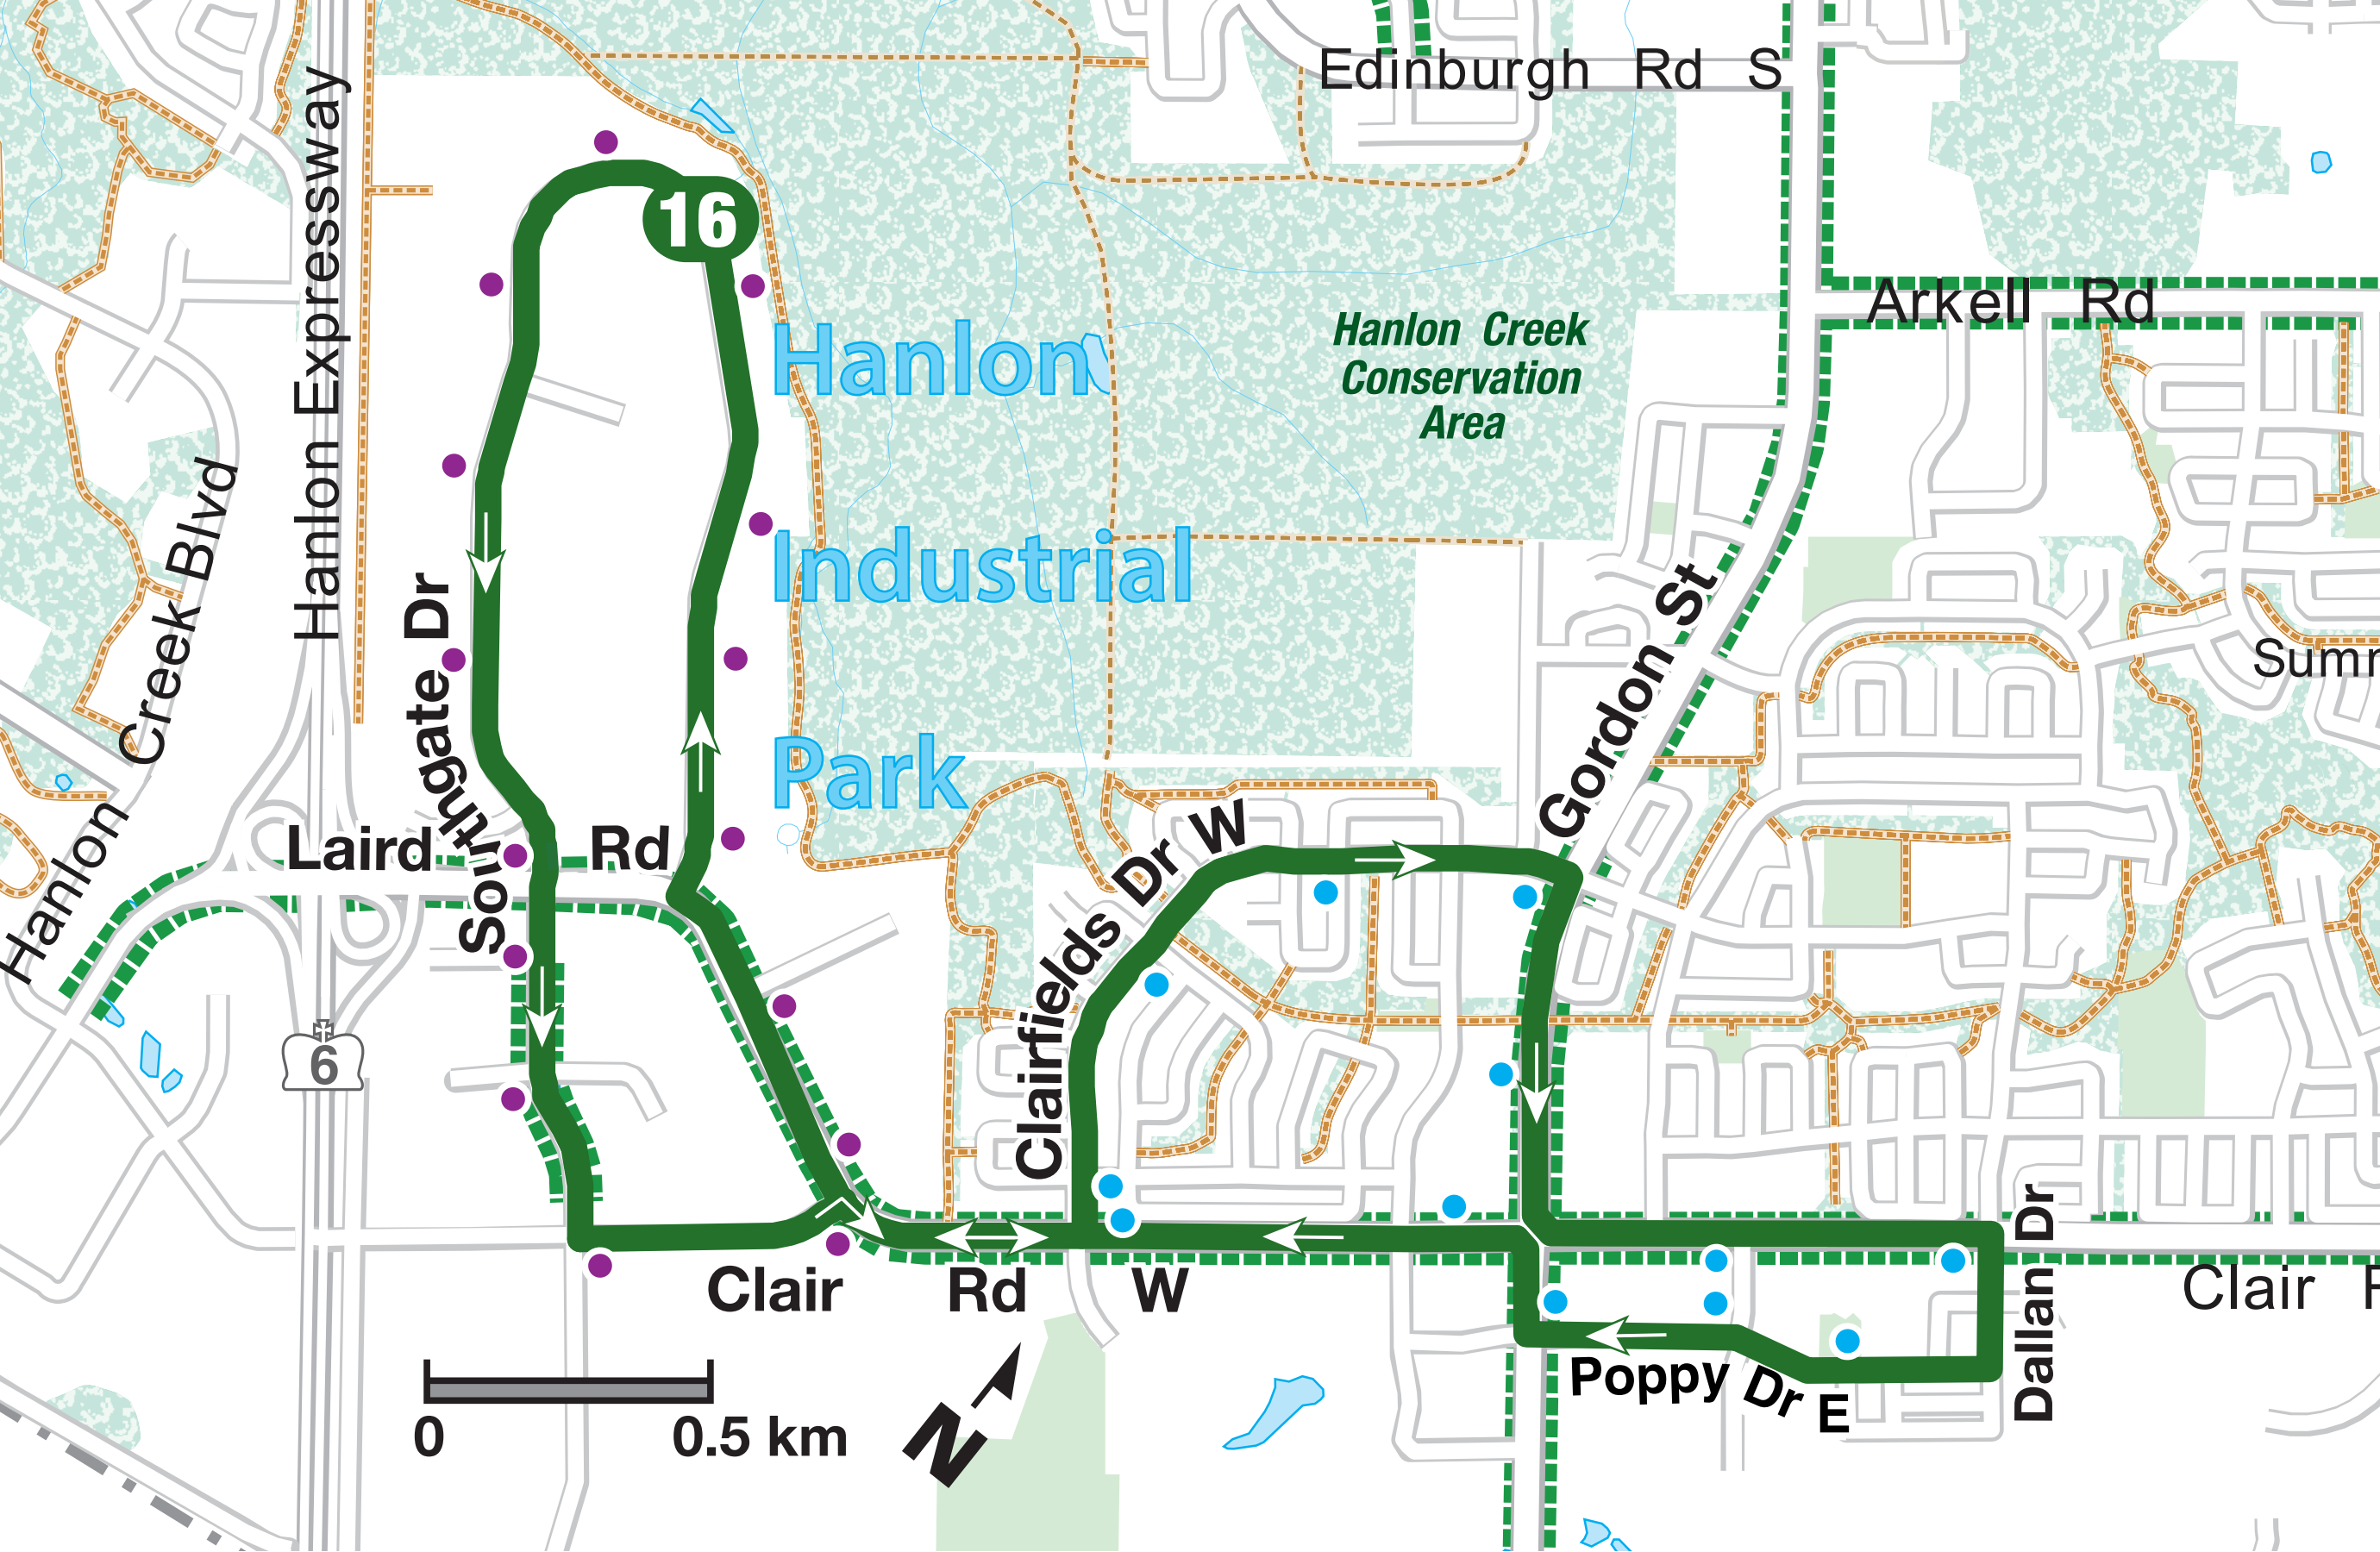 Edinburgh Rd S
Hanlon Expressway
16
Arkell Rd
Hanlon
Industrial
Park
Hanlon Creek
Conservation
Area
Hanlon Creek Blvd
Southgate Dr
Gordon St
Laird Rd
Clairfields Dr W
6
Clair Rd W
Clair
Dallan Dr
Poppy Dr E
0 0.5 km
N